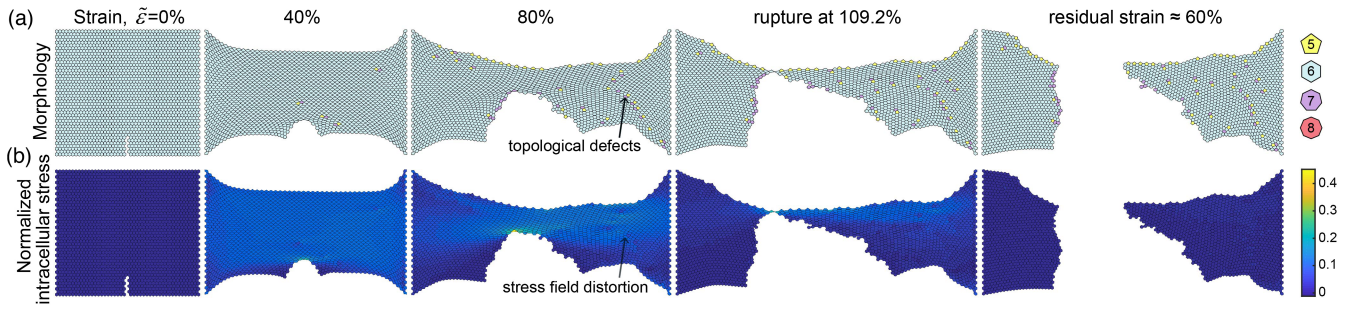 (a)
Strain, ε̃=0%
40%
80%
rupture at 109.2%
residual strain ≈ 60%
Morphology
topological defects
5
6
7
8
(b)
Normalized
intracellular stress
stress field distortion
0.4
0.3
0.2
0.1
0